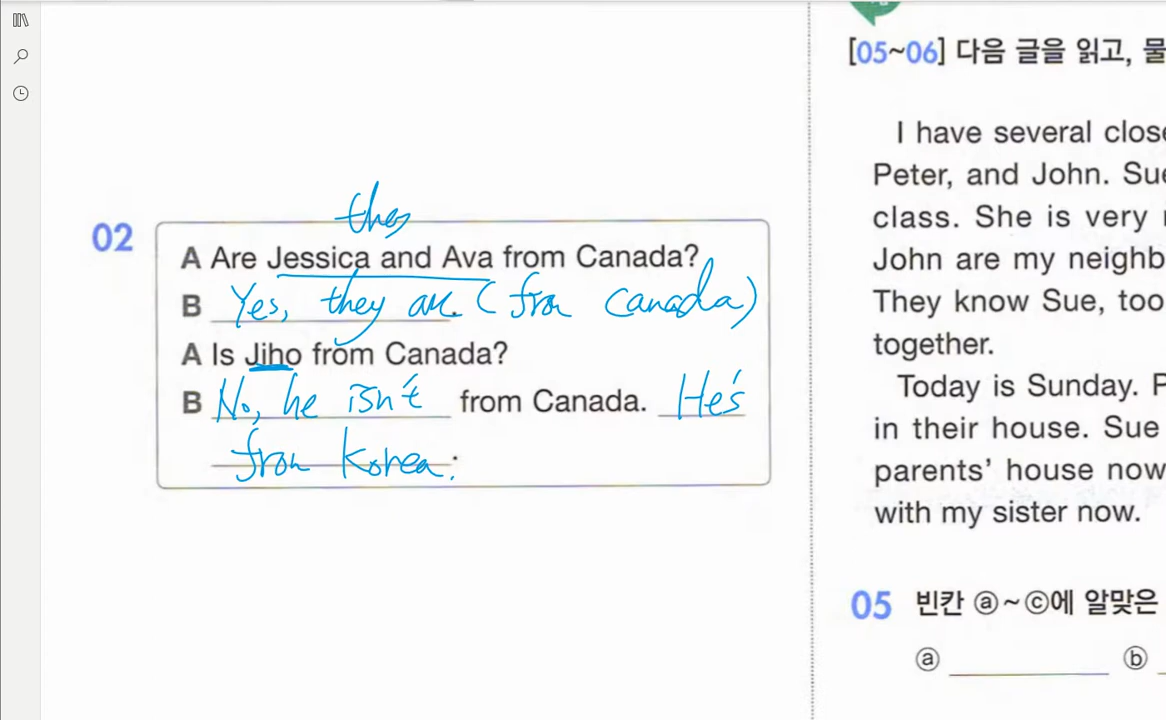 they
02
A Are Jessica and Ava from Canada?
B Yes, they are. (from Canada)
A Is Jiho from Canada?
B No, he isn't from Canada. He's
from Korea.
[05~06] 다음 글을 읽고,
I have several
Peter, and John. Sue
class. She is very
John are my
They know Sue, too
together.
Today is Sunday.
in their house. Sue
parents' house now
with my sister now.
05 빈칸 ⓐ~ⓒ에 알맞은
ⓐ ⓑ